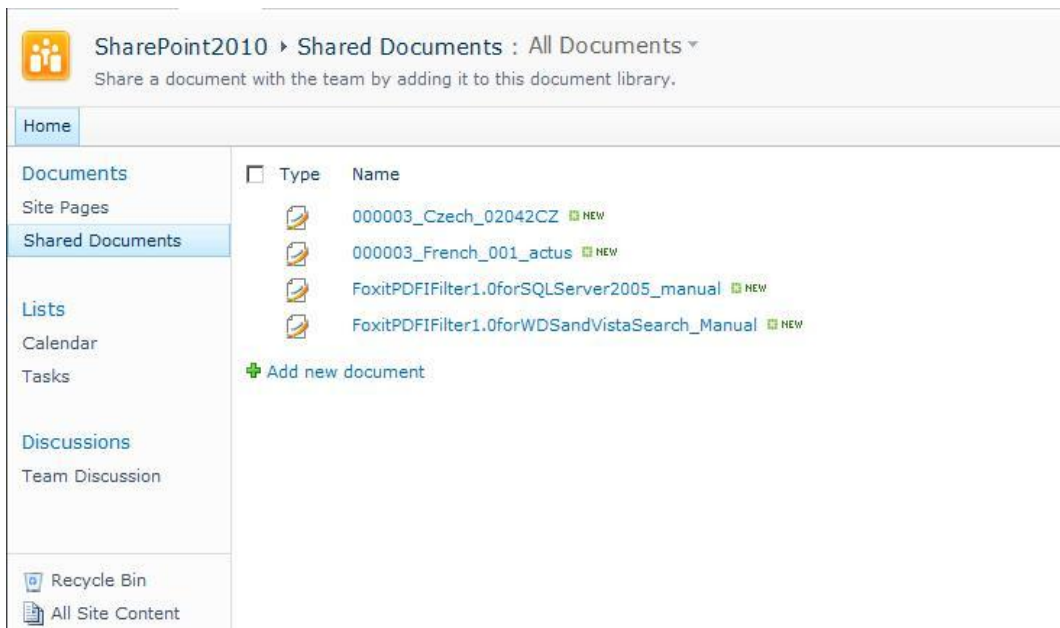 SharePoint2010 ▸ Shared Documents : All Documents
Share a document with the team by adding it to this document library.
Home
Documents
Site Pages
Shared Documents
Lists
Calendar
Tasks
Discussions
Team Discussion
Recycle Bin
All Site Content
Type Name
000003_Czech_02042CZ NEW
000003_French_001_actus NEW
FoxitPDFIFilter1.0forSQLServer2005_manual NEW
FoxitPDFIFilter1.0forWDSandVistaSearch_Manual NEW
Add new document